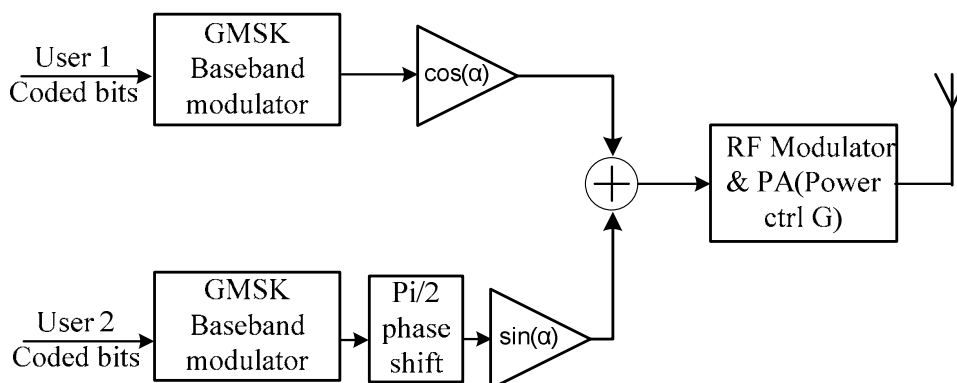 User 1
Coded bits
GMSK
Baseband
modulator
cos(α)
RF Modulator
& PA(Power
ctrl G)
User 2
Coded bits
GMSK
Baseband
modulator
Pi/2
phase
shift
sin(α)